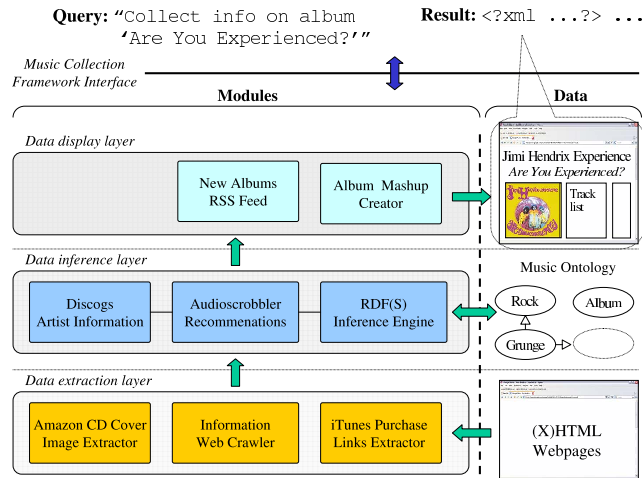 Query: “Collect info on album
‘Are You Experienced?’”
Result: <?xml ...?> ...
Music Collection
Framework Interface
Modules
Data
Data display layer
New Albums
RSS Feed
Album Mashup
Creator
Jimi Hendrix Experience
Are You Experienced?
Track
list
Data inference layer
Discogs
Artist Information
Audioscrobbler
Recommenations
RDF(S)
Inference Engine
Music Ontology
Rock
Album
Grunge
Data extraction layer
Amazon CD Cover
Image Extractor
Information
Web Crawler
iTunes Purchase
Links Extractor
(X)HTML
Webpages